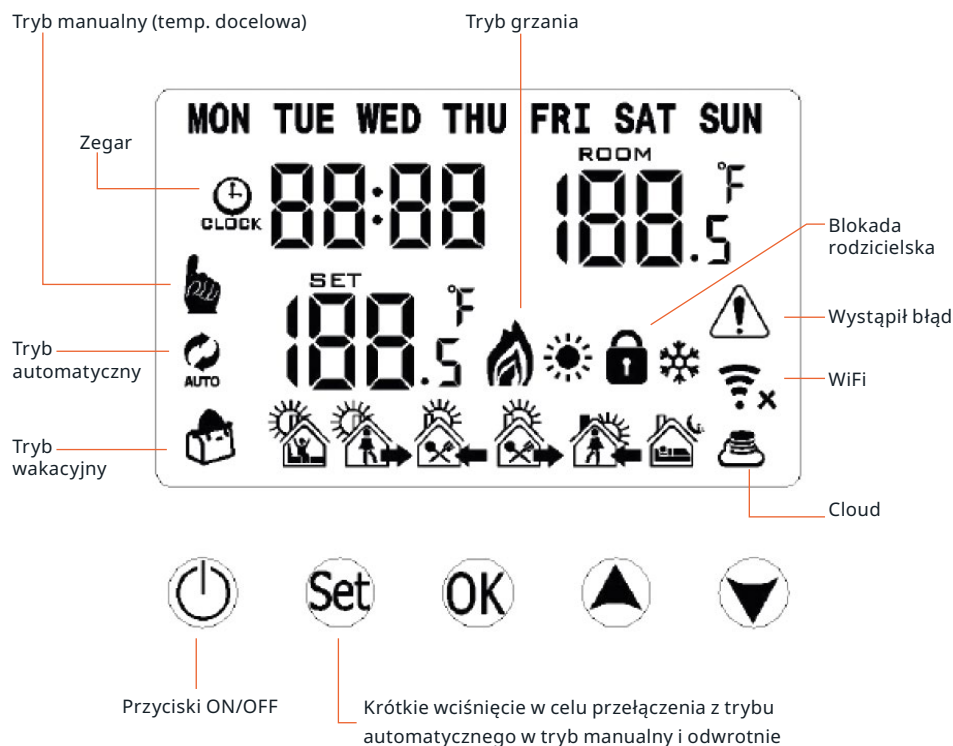 Tryb manualny (temp. docelowa)
Tryb grzania
Zegar
MON TUE WED THU FRI SAT SUN
CLOCK
88:88
ROOM
188.5
°F
Blokada
rodzicielska
SET
188.5
°F
Wystąpił błąd
Tryb
automatyczny
AUTO
WiFi
Tryb
wakacyjny
Cloud
Set
OK
Przyciski ON/OFF
Krótkie wciśnięcie w celu przełączenia z trybu
automatycznego w tryb manualny i odwrotnie